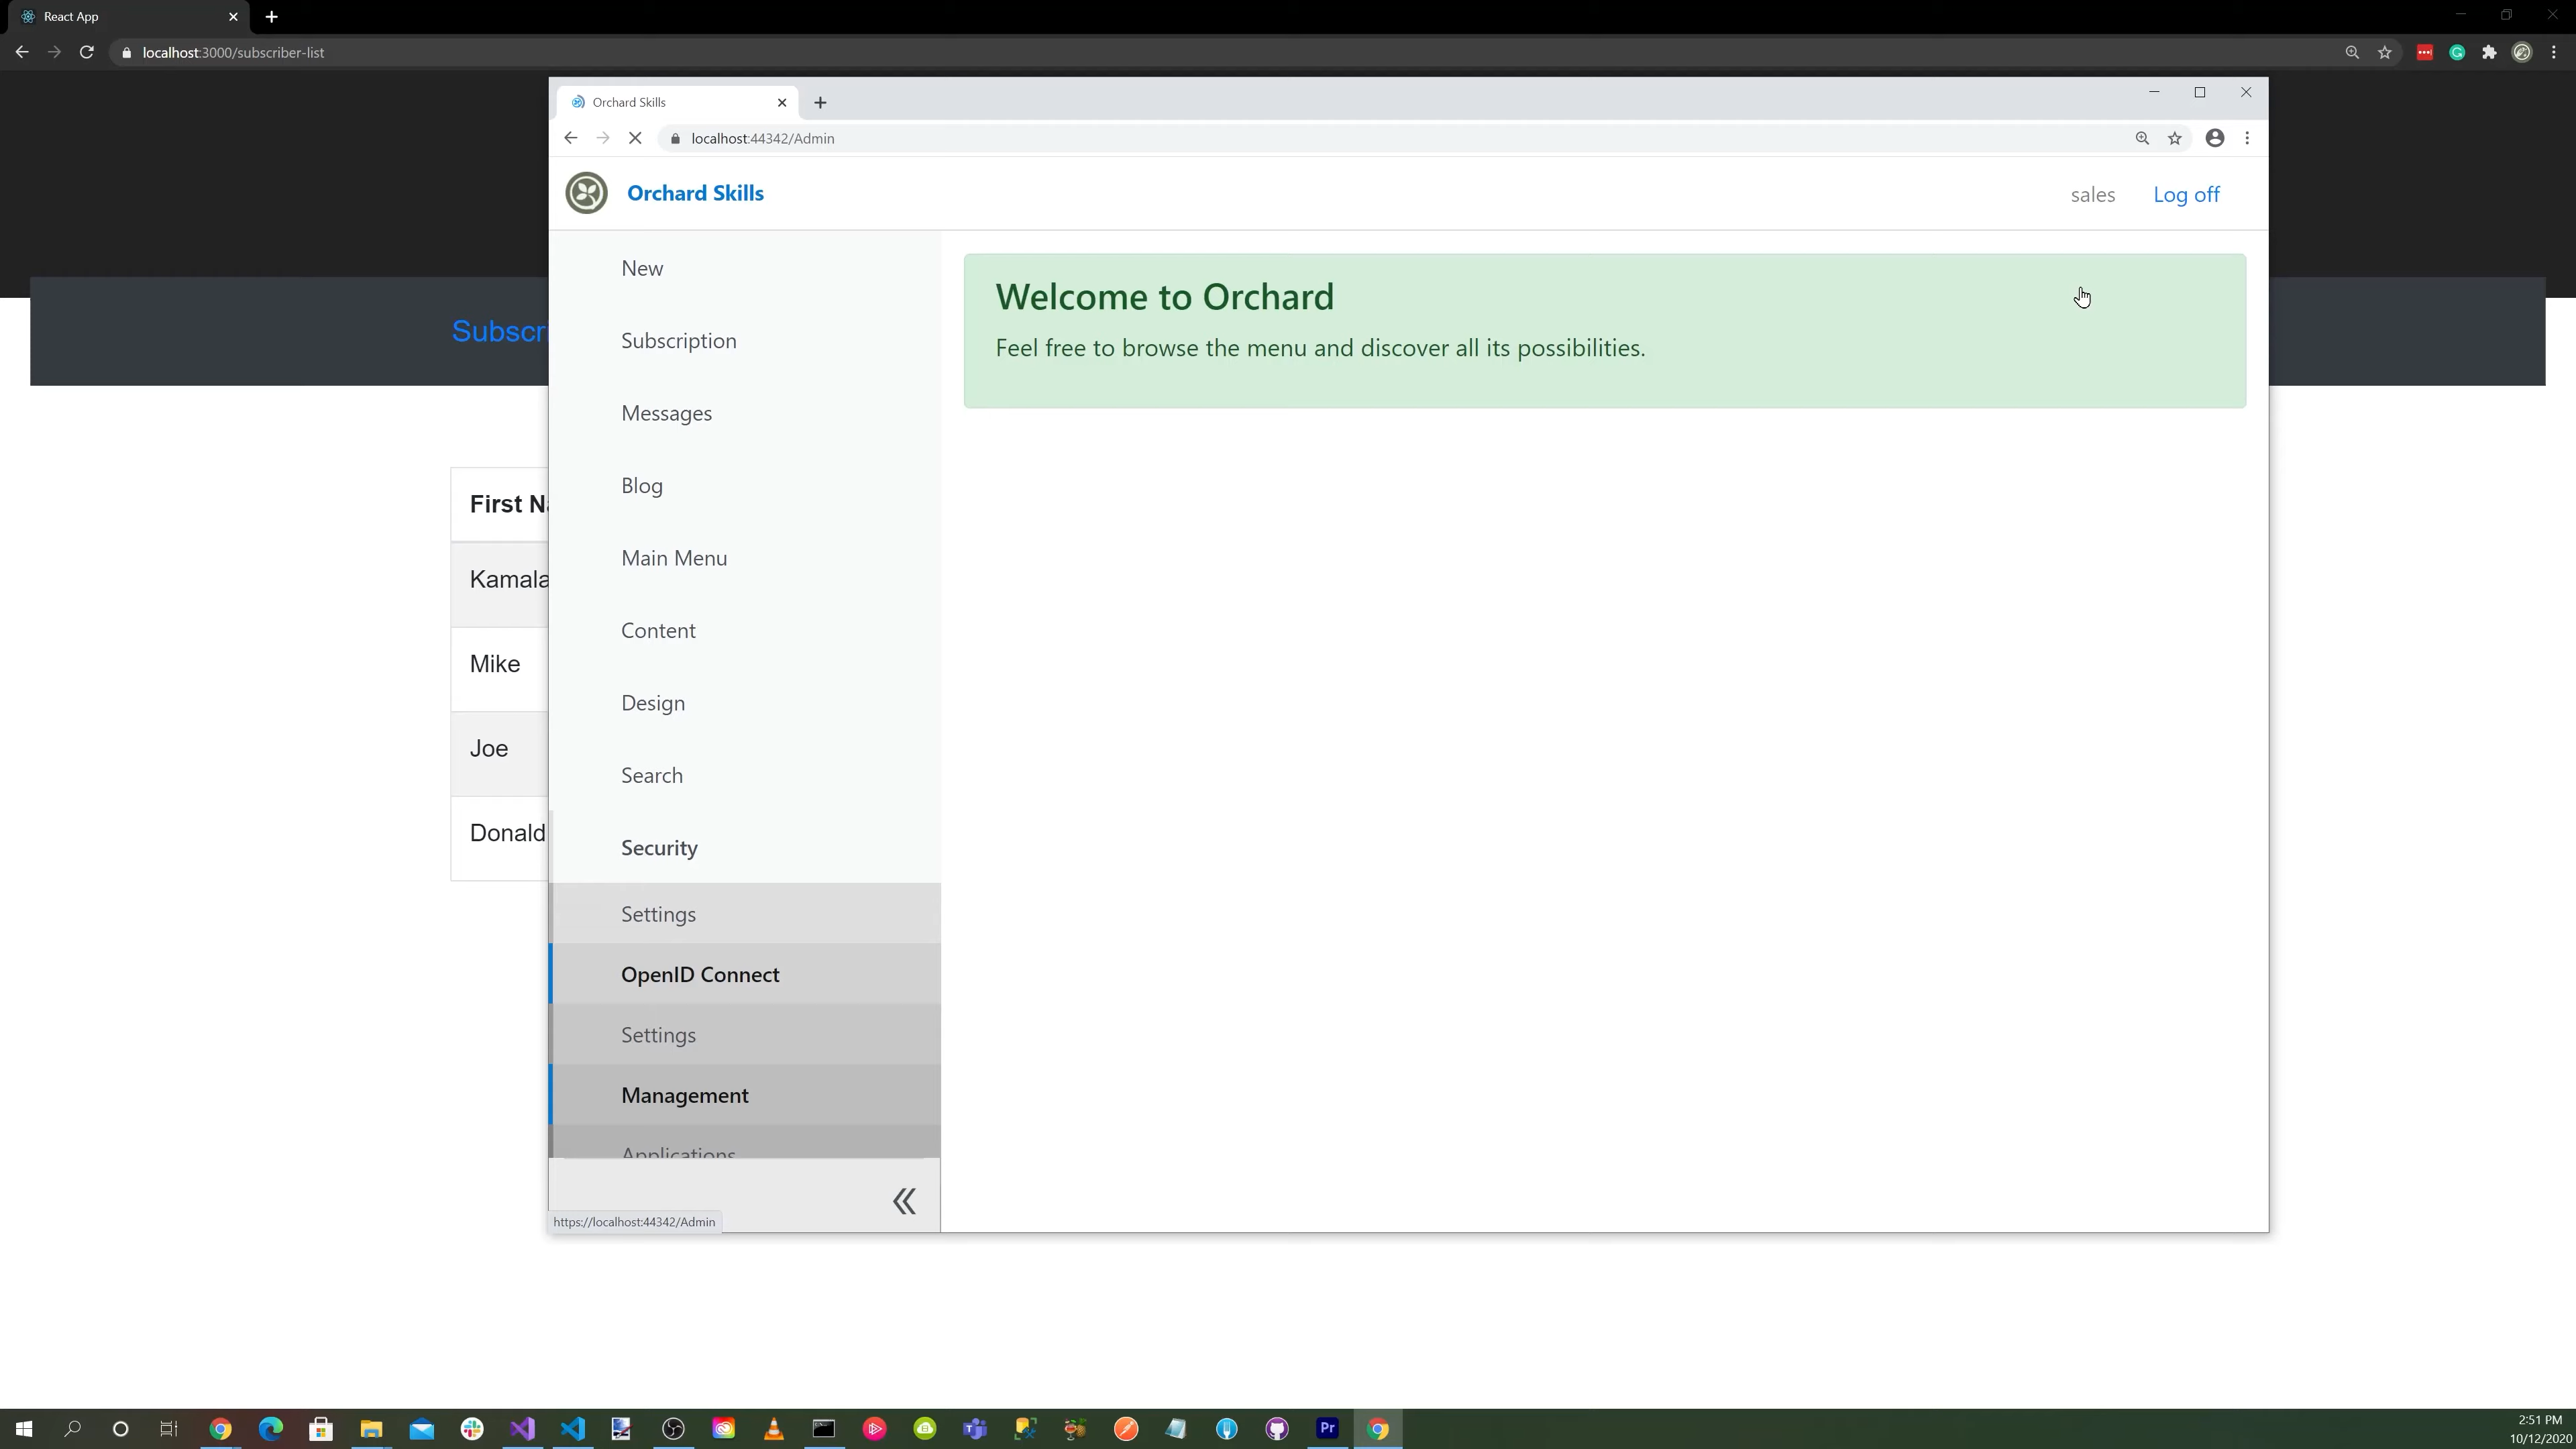 React App
localhost:3000/subscriber-list
Orchard Skills
localhost:44342/Admin
Orchard Skills
sales
Log off
New
Welcome to Orchard
Subscri
Subscription
Feel free to browse the menu and discover all its possibilities.
Messages
Blog
First Na
Main Menu
Kamala
Content
Mike
Design
Joe
Search
Donald
Security
Settings
OpenID Connect
Settings
Management
Applications
https://localhost:44342/Admin
Pr
2:51 PM
10/12/2020